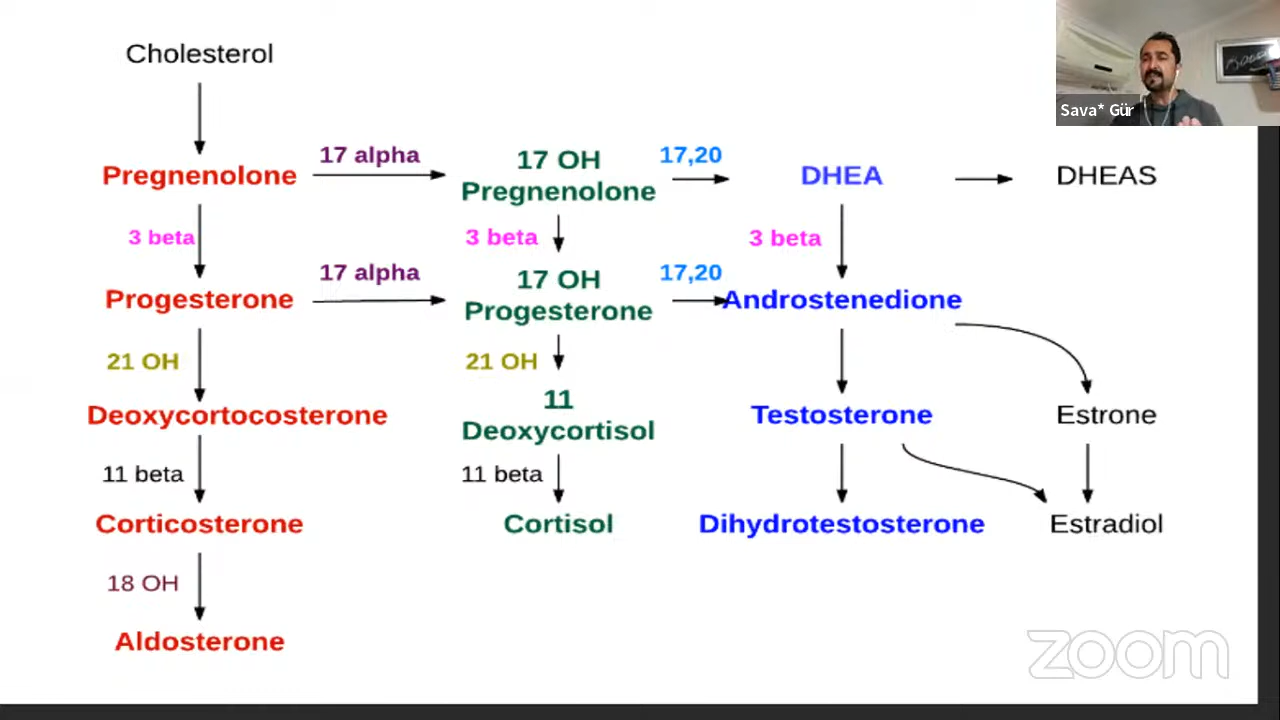 Cholesterol
Sava* Gür
17 alpha
17 OH
17,20
Pregnenolone
Pregnenolone
DHEA
DHEAS
3 beta
3 beta
3 beta
17 alpha
17 OH
17,20
Progesterone
Progesterone
Androstenedione
21 OH
21 OH
11
Deoxycortocosterone
Deoxycortisol
Testosterone
Estrone
11 beta
11 beta
Corticosterone
Cortisol
Dihydrotestosterone
Estradiol
18 OH
Aldosterone
zoom